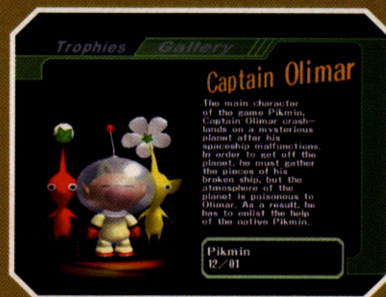 Trophies Gallery
Captain Olimar
The main character
of the game Pikmin,
Captain Olimar crash-
lands on a mysterious
planet after his
spaceship malfunctions.
In order to get off the
planet, he must gather
the pieces of his
broken ship, but the
atmosphere of the
planet is poisonous to
Olimar. As a result, he
has to enlist the help
of the native Pikmin.
Pikmin
12/01